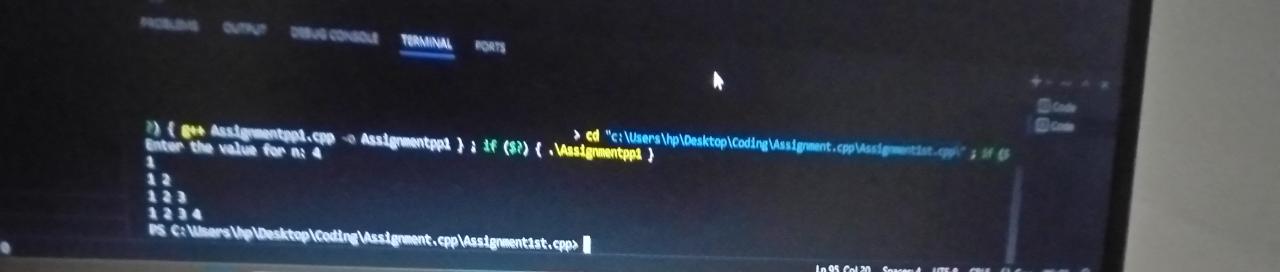 PROBLEMS OUTPUT DEBUG CONSOLE TERMINAL PORTS
Code
Code
> cd "c:\Users\hp\Desktop\Coding\Assignment.cpp\Assignment1st.cpp\" ; if ($
?) { g++ Assignmentpp1.cpp -o Assignmentpp1 } ; if ($?) { .\Assignmentpp1 }
Enter the value for n: 4
1
1 2
1 2 3
1 2 3 4
PS C:\Users\hp\Desktop\Coding\Assignment.cpp\Assignment1st.cpp>
Ln 95 Col 20 Spaces: 4 UTF-8 CRLF